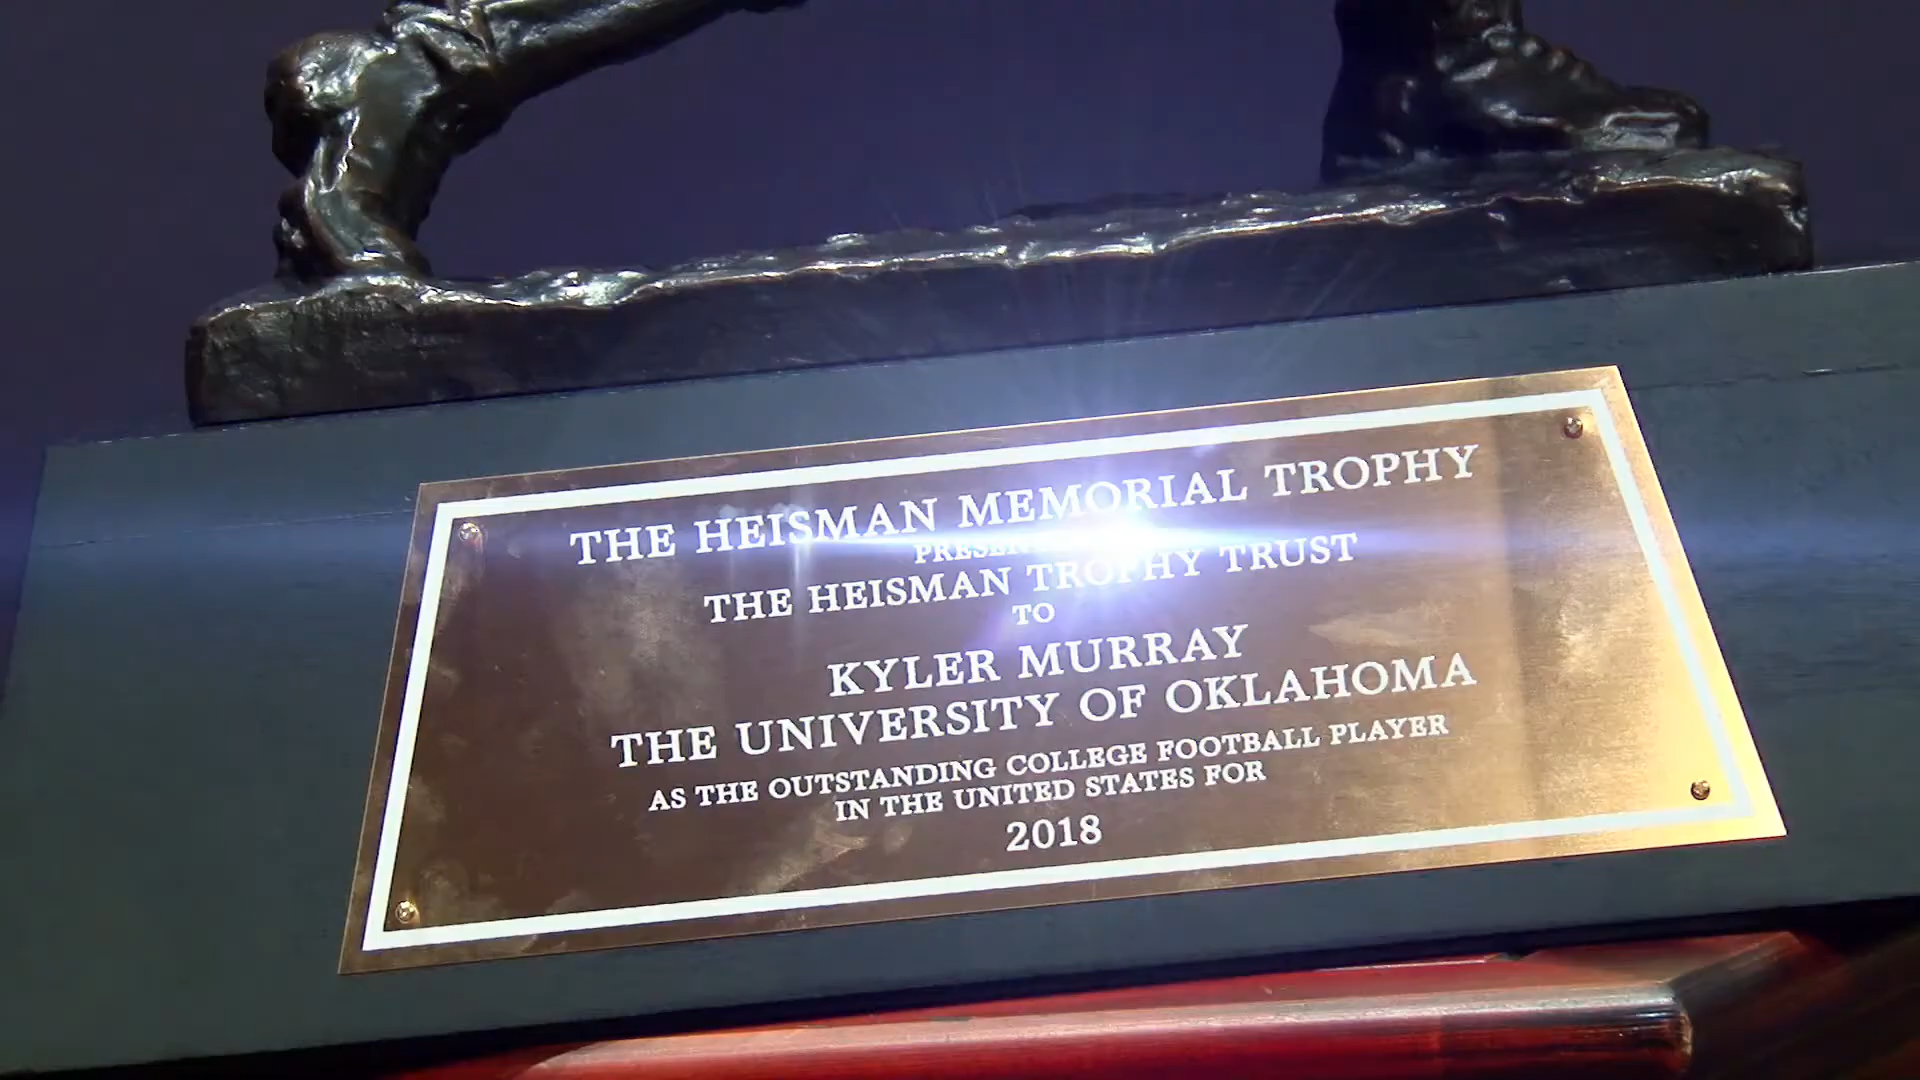 THE HEISMAN MEMORIAL TROPHY
THE HEISMAN TROPHY TRUST
TO
KYLER MURRAY
THE UNIVERSITY OF OKLAHOMA
AS THE OUTSTANDING COLLEGE FOOTBALL PLAYER
IN THE UNITED STATES FOR
2018